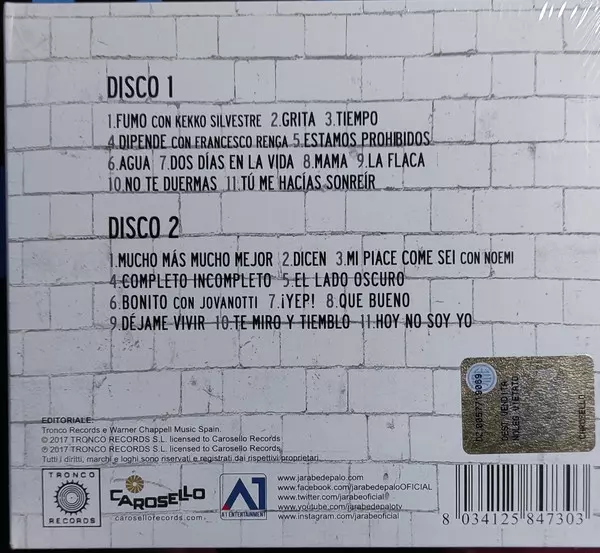 DISCO 1
1.FUMO CON KEKKO SILVESTRE 2.GRITA 3.TIEMPO
4.DIPENDE CON FRANCESCO RENGA 5.ESTAMOS PROHIBIDOS
6.AGUA 7.DOS DÍAS EN LA VIDA 8.MAMA 9.LA FLACA
10.NO TE DUERMAS 11.TÚ ME HACÍAS SONREÍR
DISCO 2
1.MUCHO MÁS MUCHO MEJOR 2.DICEN 3.MI PIACE COME SEI CON NOEMI
4.COMPLETO INCOMPLETO 5.EL LADO OSCURO
6.BONITO CON JOVANOTTI 7.¡YEP! 8.QUE BUENO
9.DÉJAME VIVIR 10.TE MIRO Y TIEMBLO 11.HOY NO SOY YO
CAROSELLO
EDITORIALE:
Tronco Records e Warner Chappell Music Spain.
℗ 2017 TRONCO RECORDS S.L. licensed to Carosello Records
© 2017 TRONCO RECORDS S.L. licensed to Carosello Records
Tutti i diritti, marchi e loghi sono riservati e registrati dai rispettivi proprietari.
TRONCO
RECORDS
CAROSELLO
carosellorecords.com
A1 ENTERTAINMENT
www.jarabedepalo.com
www.facebook.com/jarabedepaloOFICIAL
www.twitter.com/jarabeoficial
www.youtube.com/jarabedepalotv
www.instagram.com/jarabeoficial
8 034125 847303